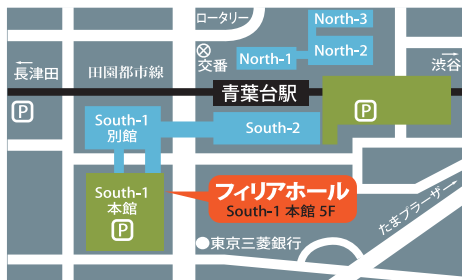 ロータリー
North-3
North-2
North-1
交番
長津田
田園都市線
渋谷
青葉台駅
P
P
South-1
別館
South-2
South-1
本館
P
フィリアホール
South-1 本館 5F
たまプラーザ
●東京三菱銀行